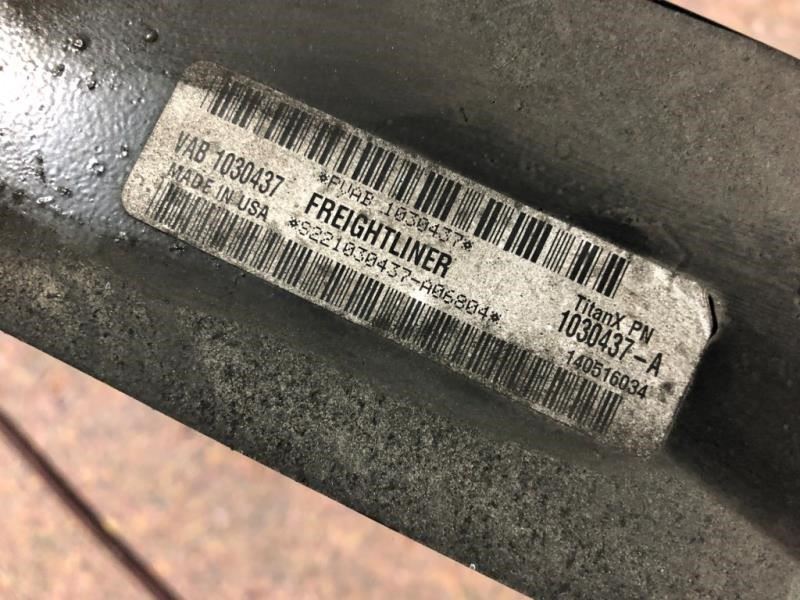 *PVAB 1030437*
VAB 1030437
MADE IN USA
FREIGHTLINER
*S221030437-A06804*
TitanX PN
1030437-A
140516034